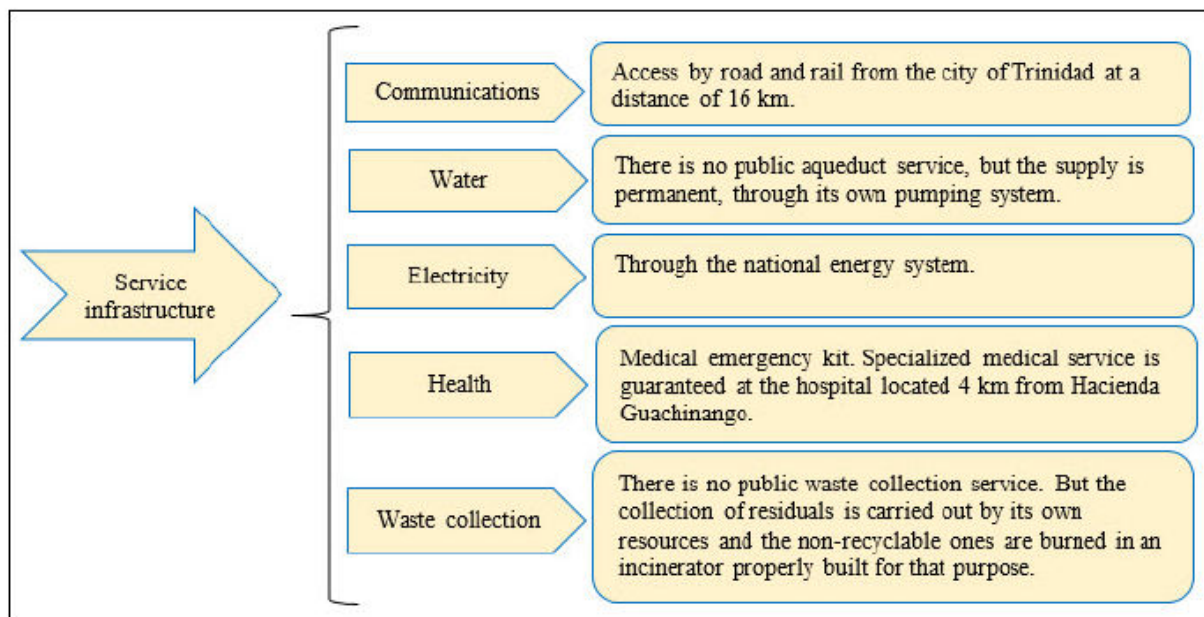 Service
infrastructure
Communications
Access by road and rail from the city of Trinidad at a
distance of 16 km.
Water
There is no public aqueduct service, but the supply is
permanent, through its own pumping system.
Electricity
Through the national energy system.
Health
Medical emergency kit. Specialized medical service is
guaranteed at the hospital located 4 km from Hacienda
Guachinango.
Waste collection
There is no public waste collection service. But the
collection of residuals is carried out by its own
resources and the non-recyclable ones are burned in an
incinerator properly built for that purpose.